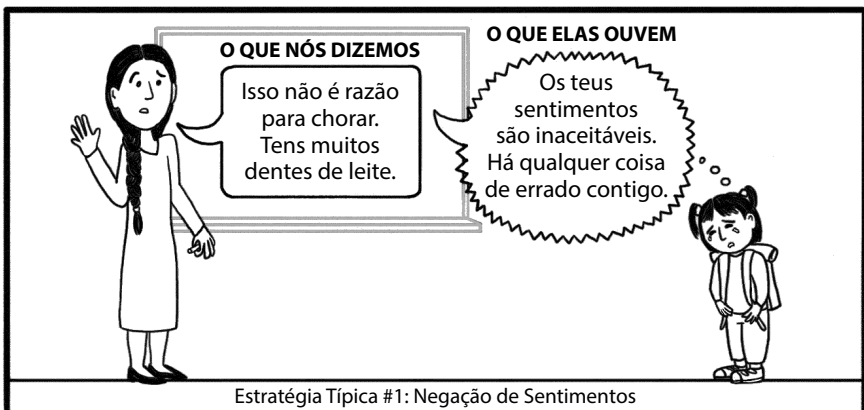 O QUE NÓS DIZEMOS
Isso não é razão
para chorar.
Tens muitos
dentes de leite.
O QUE ELAS OUVEM
Os teus
sentimentos
são inaceitáveis.
Há qualquer coisa
de errado contigo.
Estratégia Típica #1: Negação de Sentimentos